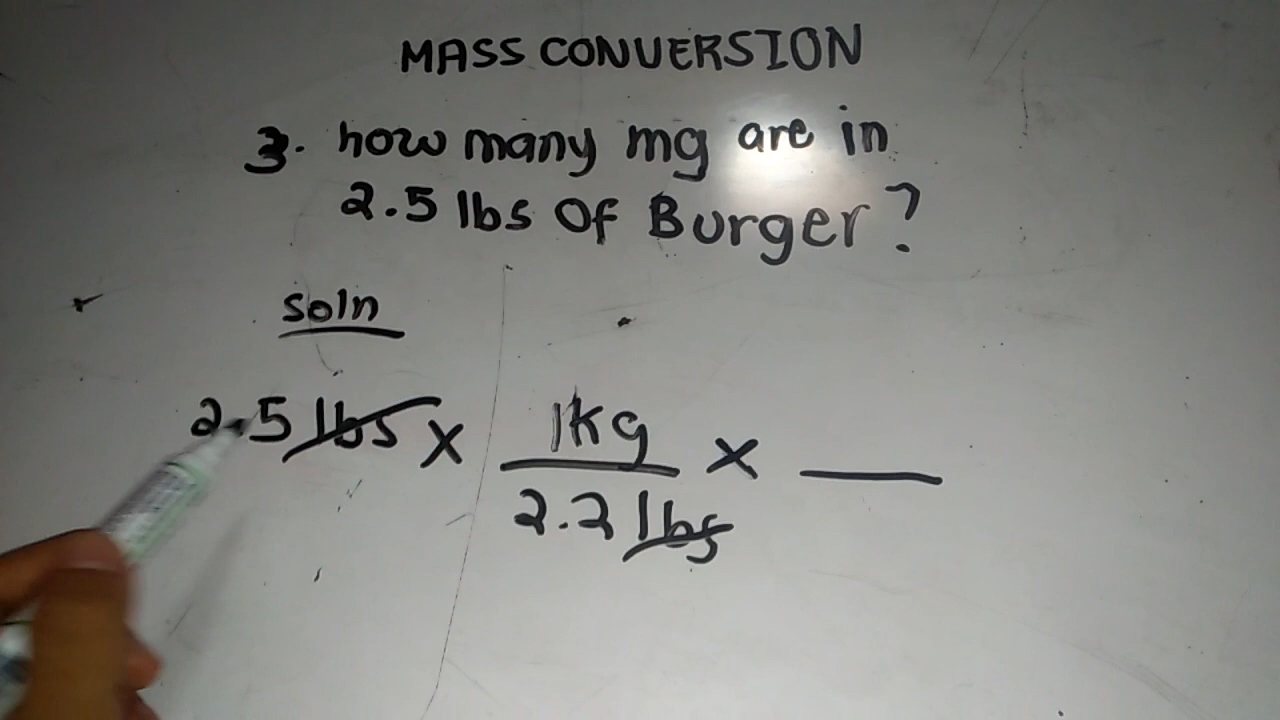 MASS CONVERSION
3. how many mg are in
2.5 lbs Of Burger?
soln
2.5 lbs x 1kg / 2.2 lbs x __